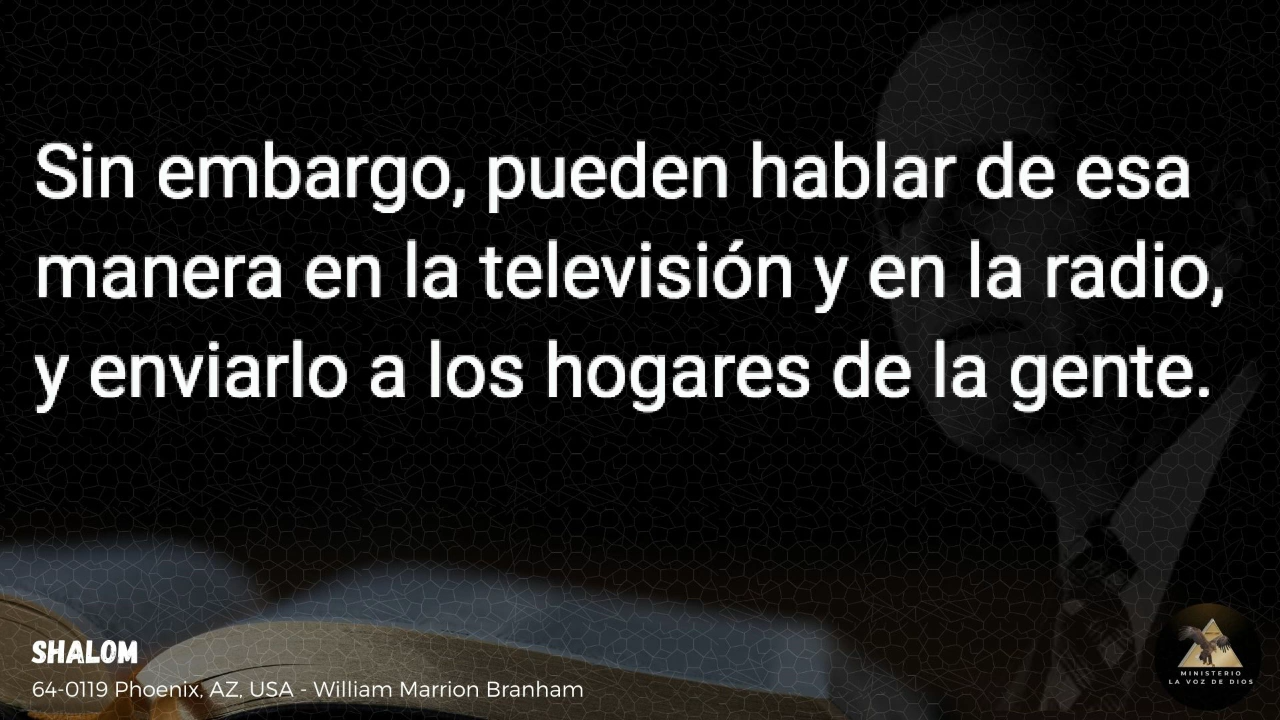 Sin embargo, pueden hablar de esa
manera en la televisión y en la radio,
y enviarlo a los hogares de la gente.
SHALOM
64-0119 Phoenix, AZ, USA - William Marrion Branham
MINISTERIO
LA VOZ DE DIOS